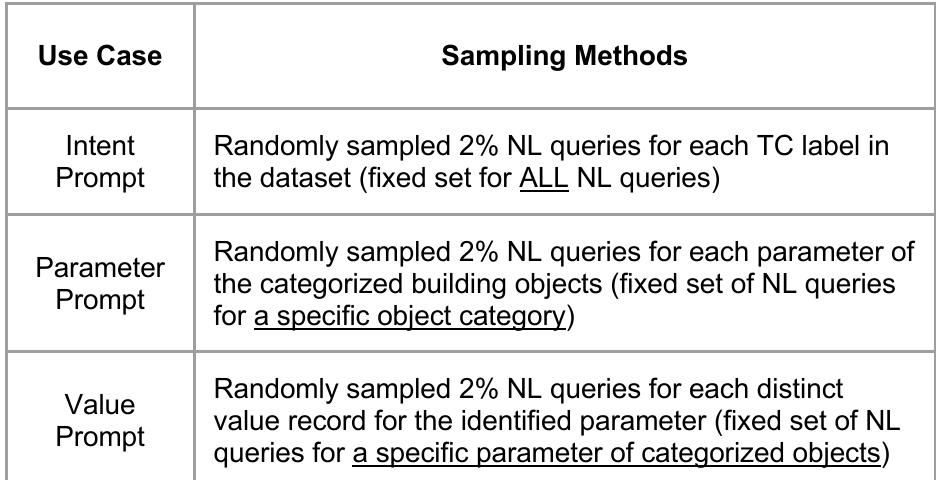 Use Case
Sampling Methods
Intent
Prompt
Randomly sampled 2% NL queries for each TC label in
the dataset (fixed set for ALL NL queries)
Parameter
Prompt
Randomly sampled 2% NL queries for each parameter of
the categorized building objects (fixed set of NL queries
for a specific object category)
Value
Prompt
Randomly sampled 2% NL queries for each distinct
value record for the identified parameter (fixed set of NL
queries for a specific parameter of categorized objects)